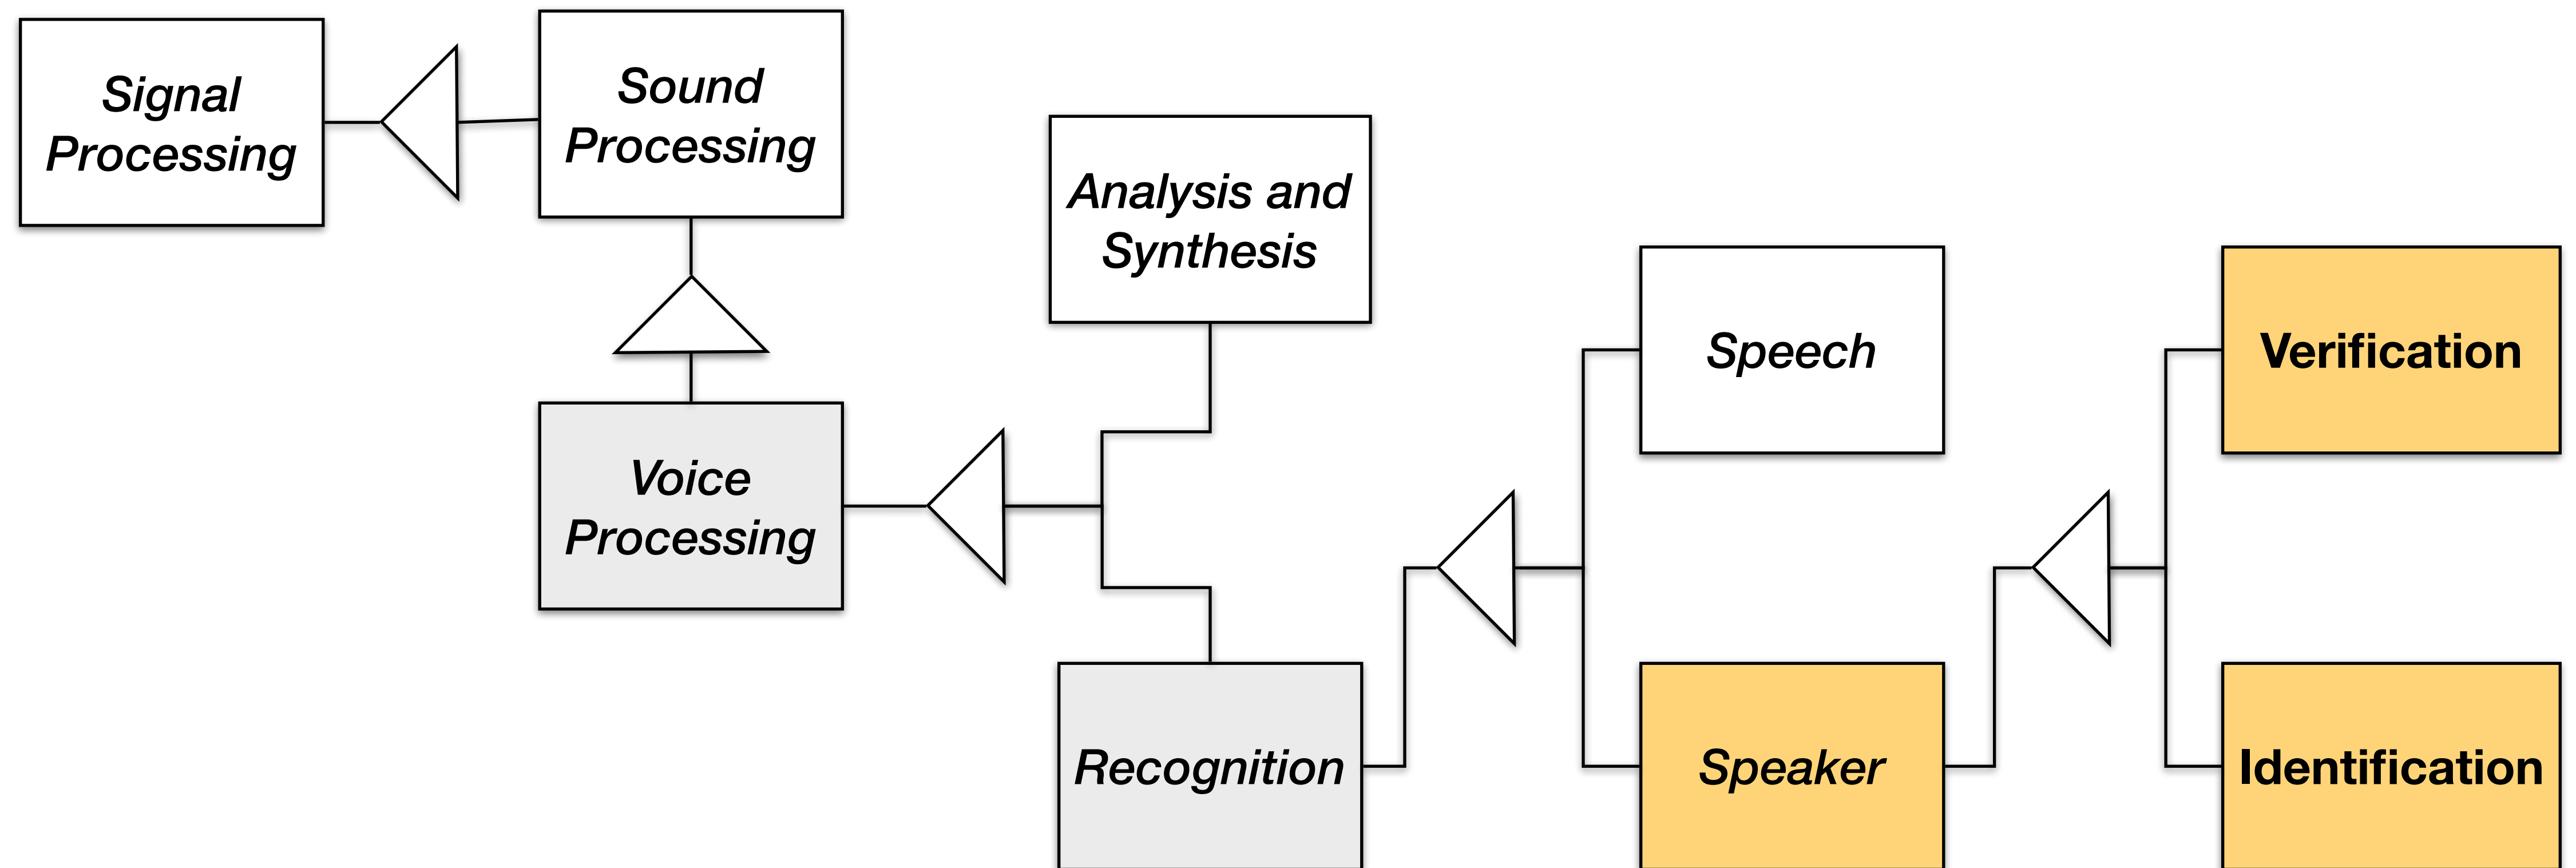 Signal
Processing
Sound
Processing
Analysis and
Synthesis
Speech
Verification
Voice
Processing
Recognition
Speaker
Identification